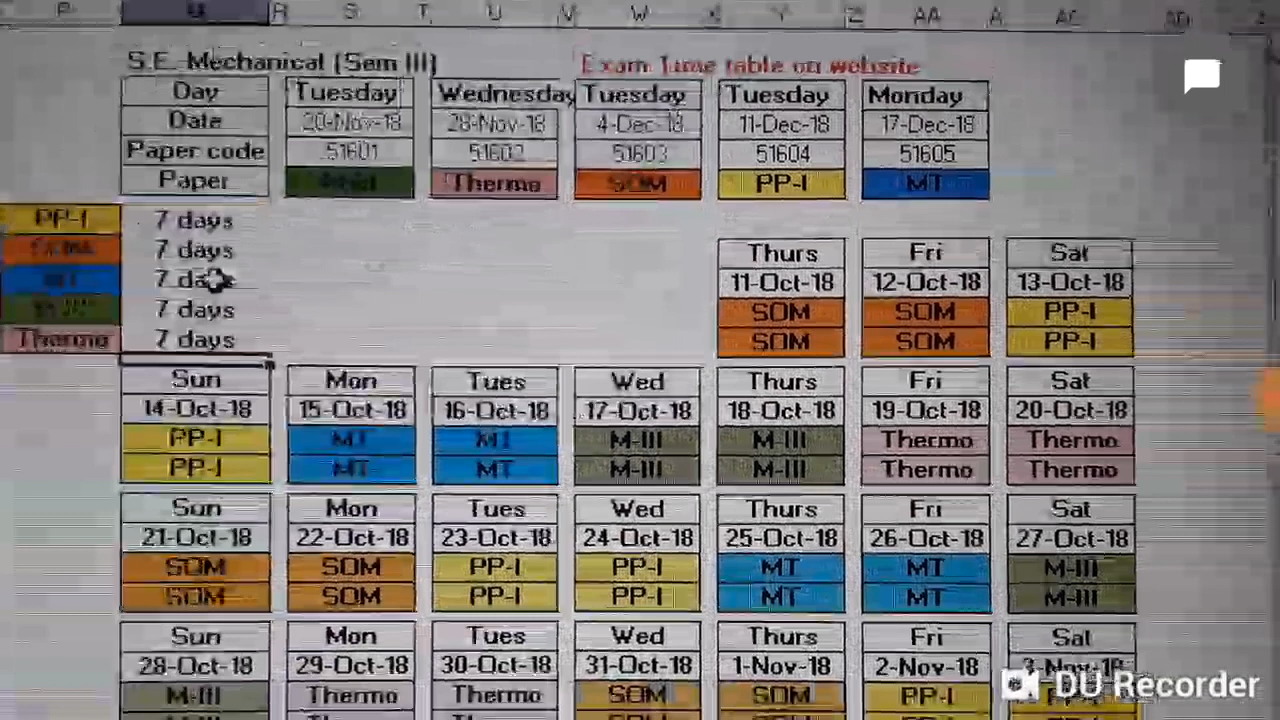 S.E. Mechanical (Sem III) Exam Time table on website
Day Tuesday Wednesday Tuesday Tuesday Monday
Date 20-Nov-18 28-Nov-18 4-Dec-18 11-Dec-18 17-Dec-18
Paper code 51601 51602 51603 51604 51605
Paper Thermo SOM PP-I MT
PP-I 7 days
7 days Thurs Fri Sat
MT 7 days 11-Oct-18 12-Oct-18 13-Oct-18
7 days SOM SOM PP-I
Thermo 7 days SOM SOM PP-I
Sun Mon Tues Wed Thurs Fri Sat
14-Oct-18 15-Oct-18 16-Oct-18 17-Oct-18 18-Oct-18 19-Oct-18 20-Oct-18
PP-I MT MT M-III M-III Thermo Thermo
PP-I MT MT M-III M-III Thermo Thermo
Sun Mon Tues Wed Thurs Fri Sat
21-Oct-18 22-Oct-18 23-Oct-18 24-Oct-18 25-Oct-18 26-Oct-18 27-Oct-18
SOM SOM PP-I PP-I MT MT M-III
SOM SOM PP-I PP-I MT MT M-III
Sun Mon Tues Wed Thurs Fri Sat
28-Oct-18 29-Oct-18 30-Oct-18 31-Oct-18 1-Nov-18 2-Nov-18 3-Nov-18
M-III Thermo Thermo SOM SOM PP-I
DU Recorder